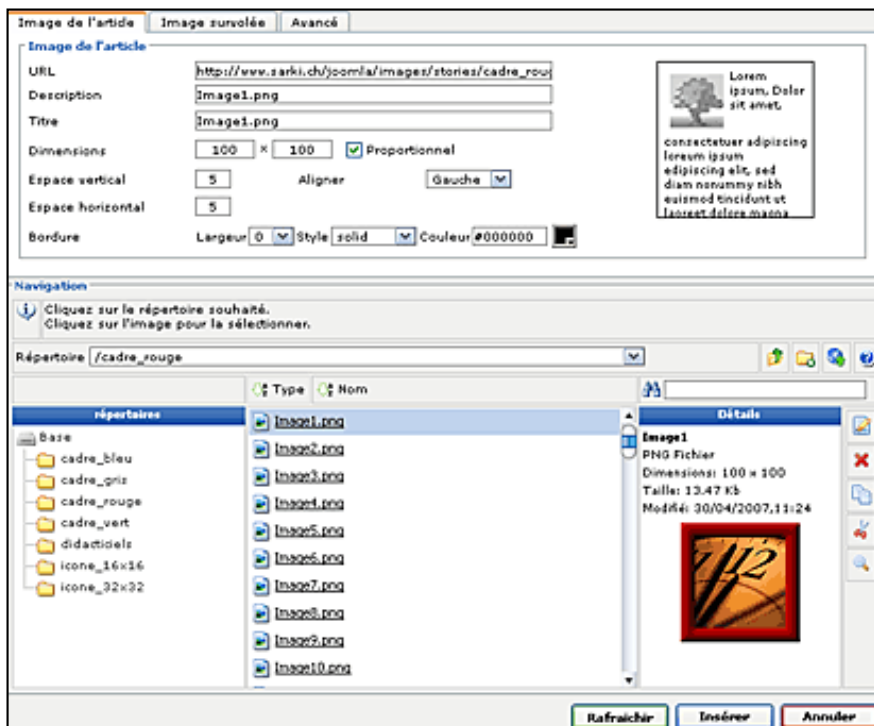 Image de l'article Image survolée Avancé
Image de l'article
URL http://www.sarki.ch/joomla/images/stories/cadre_roug
Description Image1.png
Titre Image1.png
Dimensions 100 × 100 Proportionnel
Espace vertical 5 Aligner Gauche
Espace horizontal 5
Bordure Largeur 0 Style solid Couleur #000000
Lorem
ipsum, Dolor
sit amet,
consectetuer adipiscing
loreum ipsum
edipiscing elit, sed
diam nonummy nibh
euismod tincidunt ut
laoreet dolore magna
Navigation
Cliquez sur le répertoire souhaité.
Cliquez sur l'image pour la sélectionner.
Répertoire /cadre_rouge
Type Nom
répertoires
Base
cadre_bleu
cadre_gris
cadre_rouge
cadre_vert
didacticiels
icone_16x16
icone_32x32
Image1.png
Image2.png
Image3.png
Image4.png
Image5.png
Image6.png
Image7.png
Image8.png
Image9.png
Image10.png
Détails
Image1
PNG Fichier
Dimensions: 100 x 100
Taille: 13.47 Kb
Modifié: 30/04/2007,11:24
1 12
Rafraichir Insérer Annuler